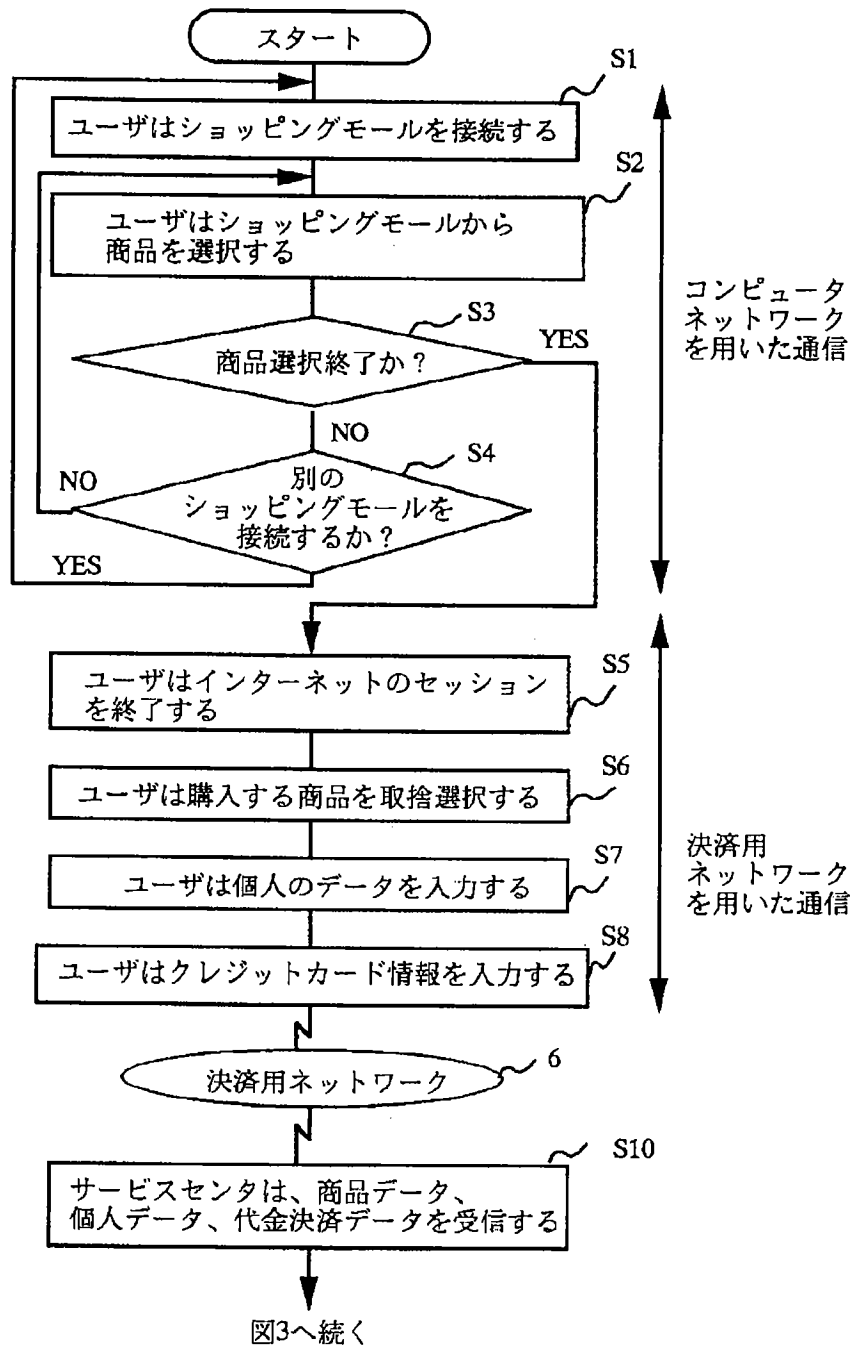 スタート
S1
ユーザはショッピングモールを接続する
S2
ユーザはショッピングモールから
商品を選択する
S3
YES
商品選択終了か？
NO
S4
NO
別の
ショッピングモールを
接続するか？
YES
コンピュータ
ネットワーク
を用いた通信
S5
ユーザはインターネットのセッション
を終了する
S6
ユーザは購入する商品を取捨選択する
S7
ユーザは個人のデータを入力する
S8
ユーザはクレジットカード情報を入力する
決済用
ネットワーク
を用いた通信
6
決済用ネットワーク
S10
サービスセンタは、商品データ、
個人データ、代金決済データを受信する
図3へ続く